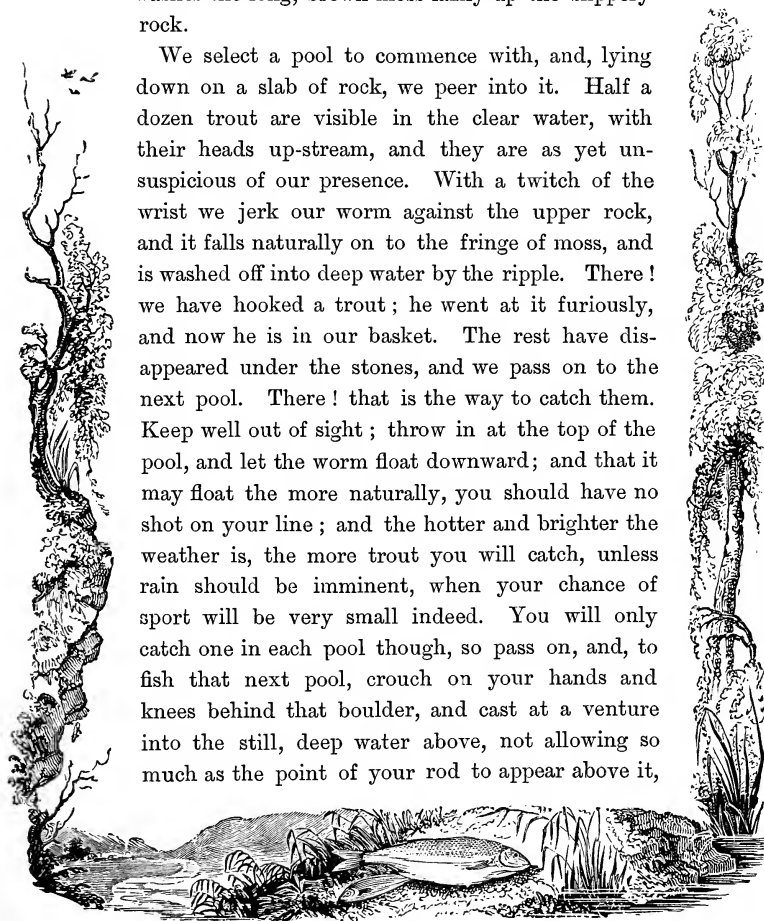 rock.
We select a pool to commence with, and, lying
down on a slab of rock, we peer into it. Half a
dozen trout are visible in the clear water, with
their heads up-stream, and they are as yet un-
suspicious of our presence. With a twitch of the
wrist we jerk our worm against the upper rock,
and it falls naturally on to the fringe of moss, and
is washed off into deep water by the ripple. There !
we have hooked a trout ; he went at it furiously,
and now he is in our basket. The rest have dis-
appeared under the stones, and we pass on to the
next pool. There ! that is the way to catch them.
Keep well out of sight ; throw in at the top of the
pool, and let the worm float downward; and that it
may float the more naturally, you should have no
shot on your line ; and the hotter and brighter the
weather is, the more trout you will catch, unless
rain should be imminent, when your chance of
sport will be very small indeed. You will only
catch one in each pool though, so pass on, and, to
fish that next pool, crouch on your hands and
knees behind that boulder, and cast at a venture
into the still, deep water above, not allowing so
much as the point of your rod to appear above it,